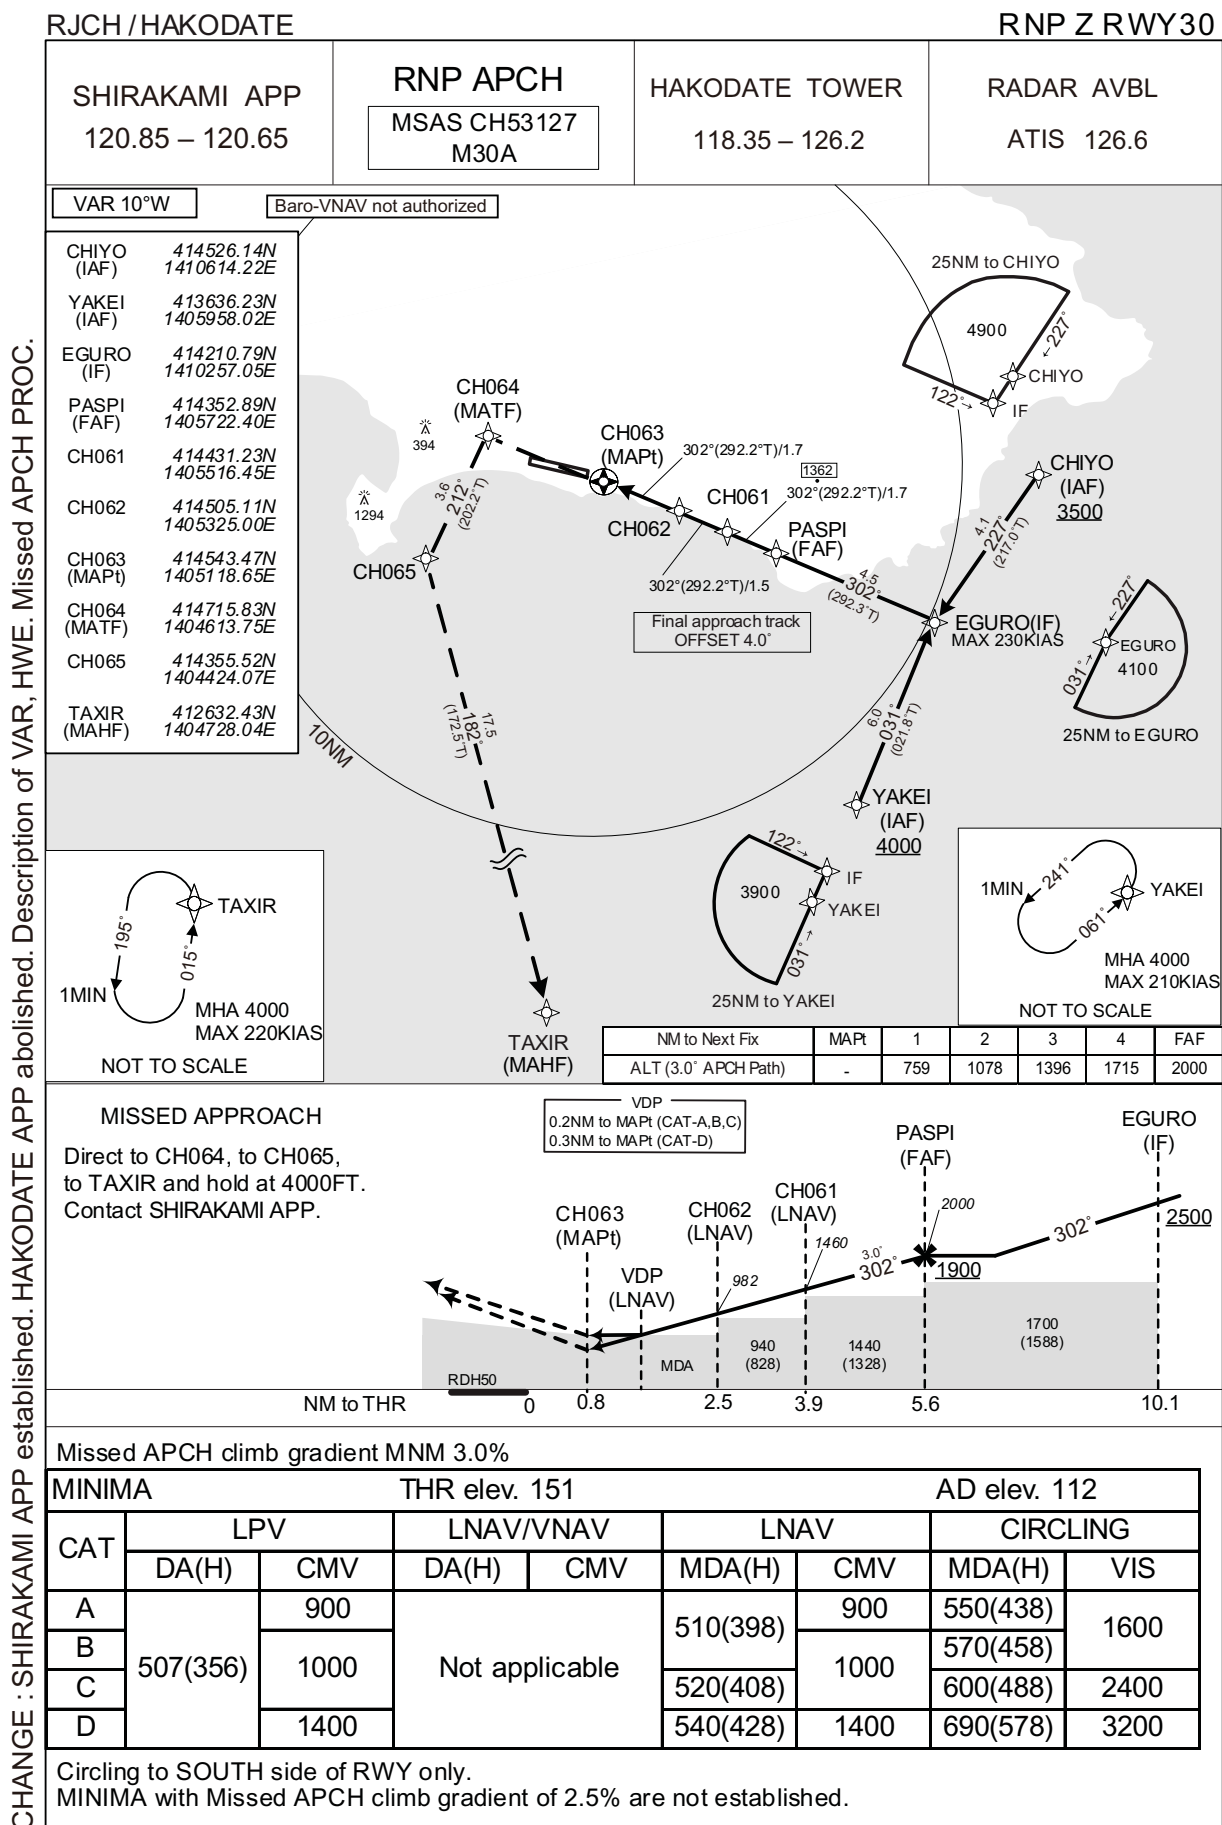 RJCH / HAKODATE
RNP Z RWY30
SHIRAKAMI APP
120.85 – 120.65
RNP APCH
MSAS CH53127
M30A
HAKODATE TOWER
118.35 – 126.2
RADAR AVBL
ATIS 126.6
VAR 10°W
Baro-VNAV not authorized
CHIYO 414526.14N
(IAF) 1410614.22E
YAKEI 413636.23N
(IAF) 1405958.02E
EGURO 414210.79N
(IF) 1410257.05E
PASPI 414352.89N
(FAF) 1405722.40E
CH061 414431.23N
1405516.45E
CH062 414505.11N
1405325.00E
CH063 414543.47N
(MAPt) 1405118.65E
CH064 414715.83N
(MATF) 1404613.75E
CH065 414355.52N
1404424.07E
TAXIR 412632.43N
(MAHF) 1404728.04E
25NM to CHIYO
4900
←227°
CHIYO
122°→
IF
CH064
(MATF)
394
1294
CH063
(MAPt)
302°(292.2°T)/1.7
1362
CH061
302°(292.2°T)/1.7
CH062
PASPI
(FAF)
302°(292.2°T)/1.5
CHIYO
(IAF)
3500
4.1
227°
(217.0°T)
3.6
212°
(202.2°T)
CH065
4.5
302°
(292.3°T)
Final approach track
OFFSET 4.0°
EGURO(IF)
MAX 230KIAS
←227°
EGURO
4100
031°→
25NM to EGURO
6.0
031°
(021.8°T)
17.5
182°
(172.5°T)
10NM
YAKEI
(IAF)
4000
122°→
IF
3900
YAKEI
031°→
25NM to YAKEI
TAXIR
195°
015°
1MIN
MHA 4000
MAX 220KIAS
NOT TO SCALE
TAXIR
(MAHF)
1MIN
241°
YAKEI
061°
MHA 4000
MAX 210KIAS
NOT TO SCALE
NM to Next Fix MAPt 1 2 3 4 FAF
ALT (3.0° APCH Path) - 759 1078 1396 1715 2000
MISSED APPROACH
Direct to CH064, to CH065,
to TAXIR and hold at 4000FT.
Contact SHIRAKAMI APP.
VDP
0.2NM to MAPt (CAT-A,B,C)
0.3NM to MAPt (CAT-D)
EGURO
(IF)
PASPI
(FAF)
CH061
(LNAV)
CH062
(LNAV)
CH063
(MAPt)
VDP
(LNAV)
2000
2500
302°
1460
3.0°
302°
1900
982
1700
(1588)
1440
(1328)
940
(828)
MDA
RDH50
NM to THR 0 0.8 2.5 3.9 5.6 10.1
Missed APCH climb gradient MNM 3.0%
MINIMA THR elev. 151 AD elev. 112
CAT LPV LNAV/VNAV LNAV CIRCLING
DA(H) CMV DA(H) CMV MDA(H) CMV MDA(H) VIS
A 507(356) 900 Not applicable 510(398) 900 550(438) 1600
B 1000 1000 570(458)
C 520(408) 600(488) 2400
D 1400 540(428) 1400 690(578) 3200
Circling to SOUTH side of RWY only.
MINIMA with Missed APCH climb gradient of 2.5% are not established.
CHANGE : SHIRAKAMI APP established. HAKODATE APP abolished. Description of VAR, HWE. Missed APCH PROC.